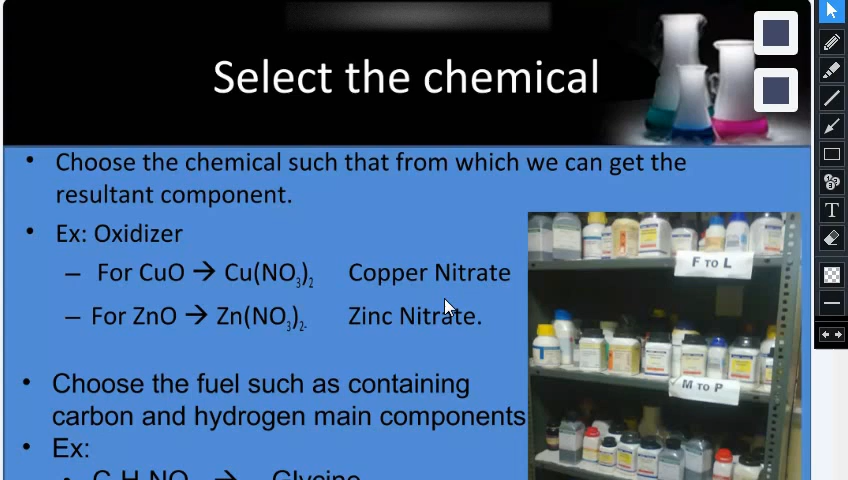 Select the chemical
• Choose the chemical such that from which we can get the
resultant component.
• Ex: Oxidizer
– For CuO → Cu(NO₃)₂ Copper Nitrate
– For ZnO → Zn(NO₃)₂. Zinc Nitrate.
• Choose the fuel such as containing
carbon and hydrogen main components
• Ex:
Glycine
F TO L
M TO P